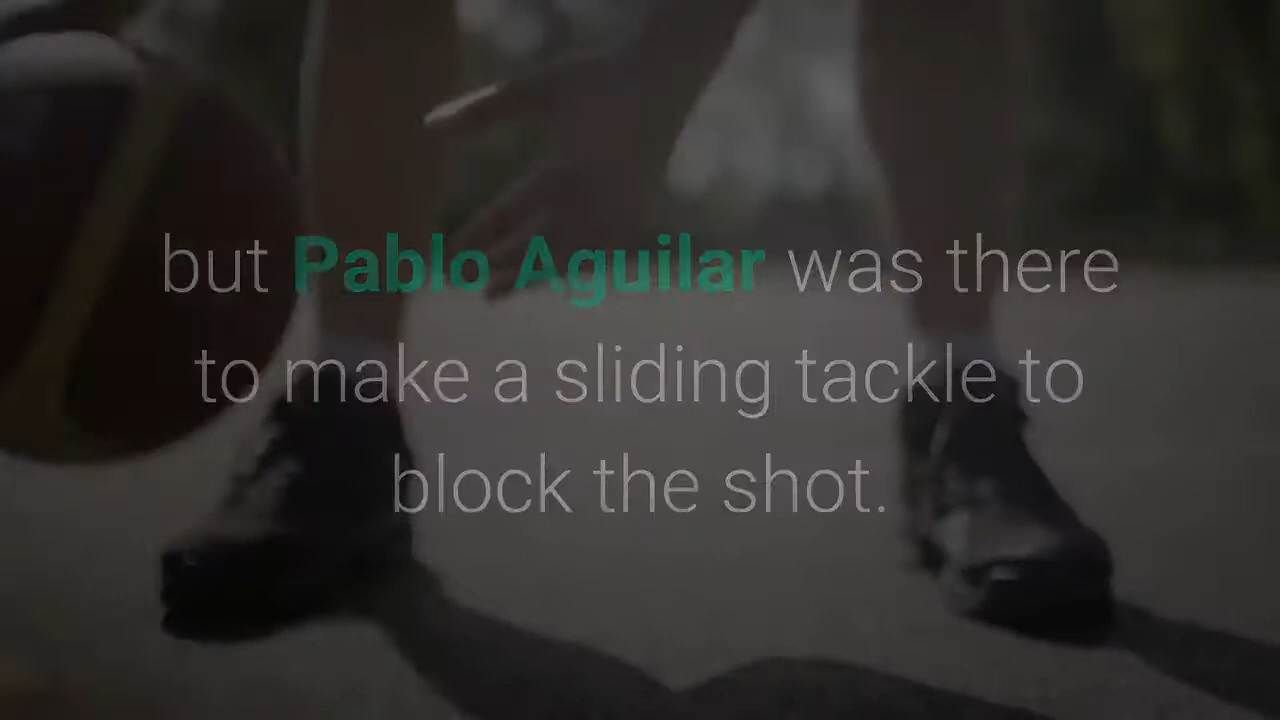 but Pablo Aguilar was there
to make a sliding tackle to
block the shot.